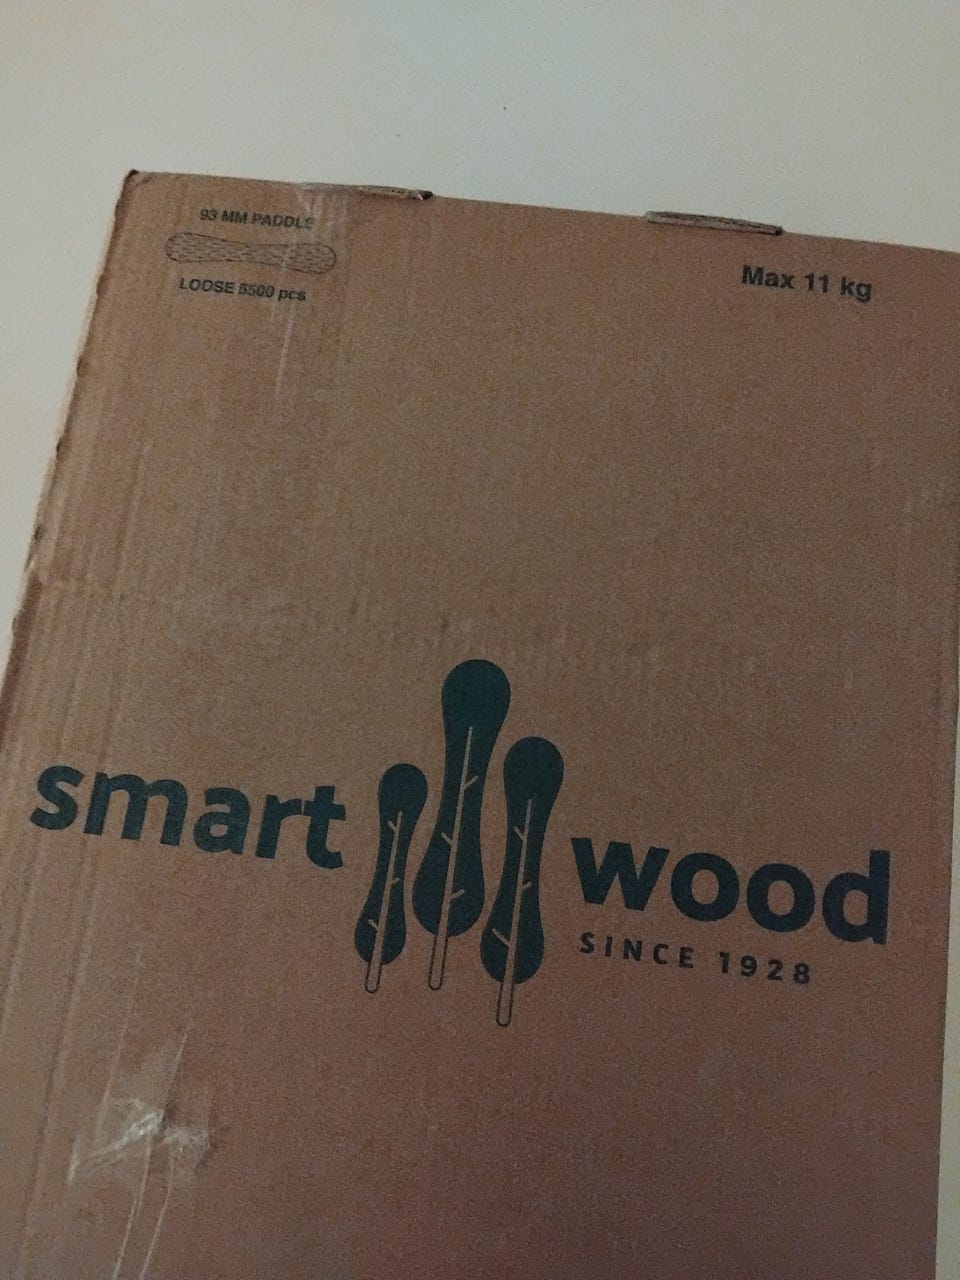 93 MM PADDLE
LOOSE 5500 pcs
Max 11 kg
smart wood
SINCE 1928